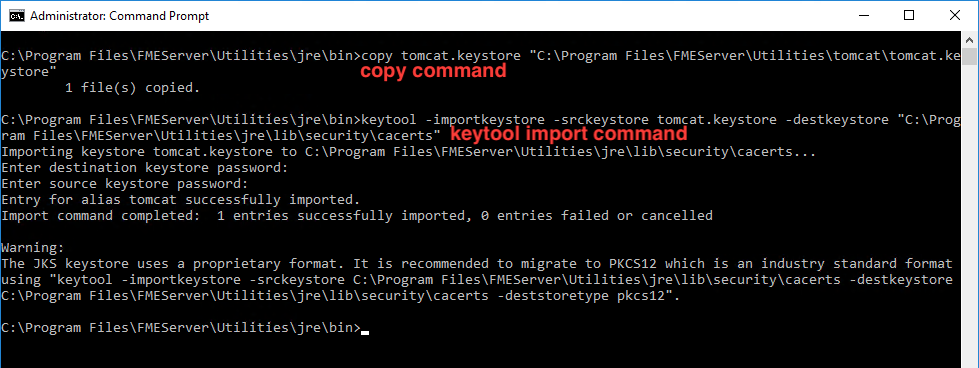 Administrator: Command Prompt
C:\Program Files\FMEServer\Utilities\jre\bin>copy tomcat.keystore "C:\Program Files\FMEServer\Utilities\tomcat\tomcat.ke
ystore"
copy command
1 file(s) copied.
C:\Program Files\FMEServer\Utilities\jre\bin>keytool -importkeystore -srckeystore tomcat.keystore -destkeystore "C:\Prog
ram Files\FMEServer\Utilities\jre\lib\security\cacerts"
keytool import command
Importing keystore tomcat.keystore to C:\Program Files\FMEServer\Utilities\jre\lib\security\cacerts...
Enter destination keystore password:
Enter source keystore password:
Entry for alias tomcat successfully imported.
Import command completed:  1 entries successfully imported, 0 entries failed or cancelled
Warning:
The JKS keystore uses a proprietary format. It is recommended to migrate to PKCS12 which is an industry standard format
using "keytool -importkeystore -srckeystore C:\Program Files\FMEServer\Utilities\jre\lib\security\cacerts -destkeystore
C:\Program Files\FMEServer\Utilities\jre\lib\security\cacerts -deststoretype pkcs12".
C:\Program Files\FMEServer\Utilities\jre\bin>